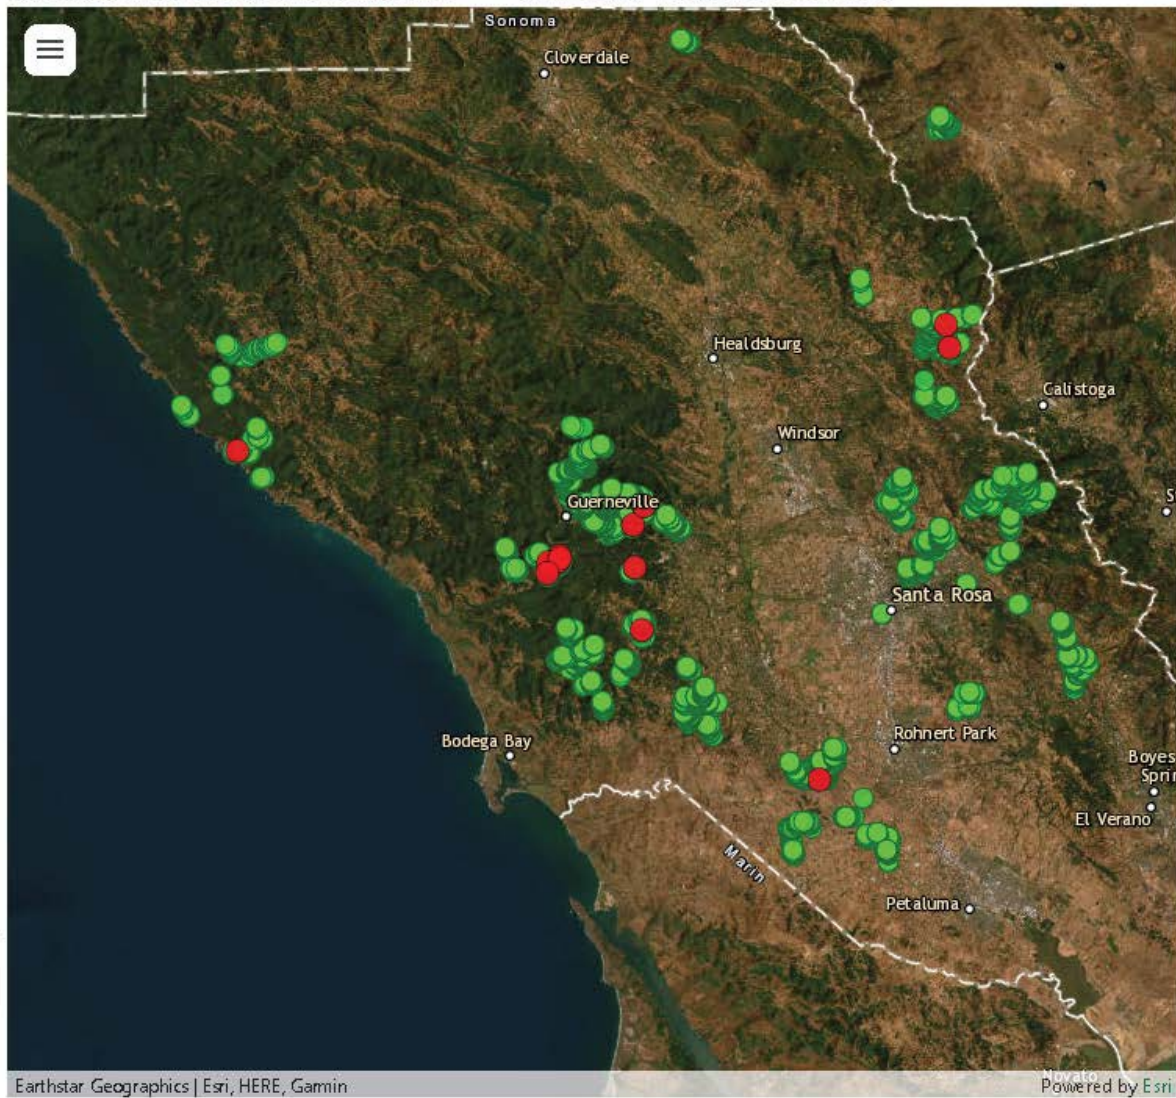 Sonoma
Cloverdale
Healdsburg
Calistoga
Windsor
Guerneville
S
Santa Rosa
Rohnert Park
Bodega Bay
Boyes
Sprin
El Verano
Marin
Petaluma
Novato
Earthstar Geographics | Esri, HERE, Garmin
Powered by Esri